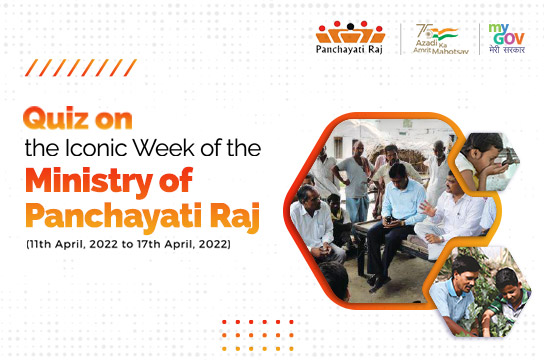 Panchayati Raj
75
Azadi Ka
Amrit Mahotsav
my
GOV
मेरी सरकार
Quiz on
the Iconic Week of the
Ministry of
Panchayati Raj
(11th April, 2022 to 17th April, 2022)